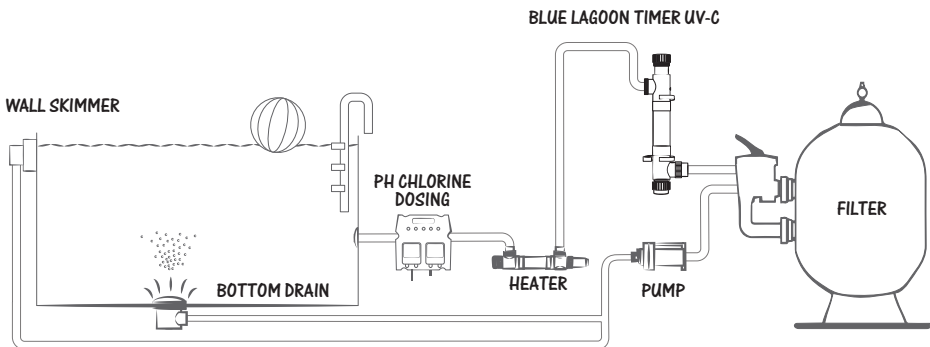 BLUE LAGOON TIMER UV-C
WALL SKIMMER
PH CHLORINE
DOSING
FILTER
BOTTOM DRAIN
HEATER
PUMP